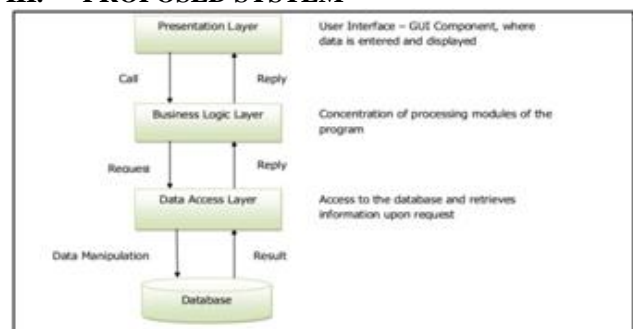 III. PROPOSED SYSTEM
Presentation Layer
User Interface – GUI Component, where
data is entered and displayed
Call
Reply
Business Logic Layer
Concentration of processing modules of the
program
Request
Reply
Data Access Layer
Access to the database and retrieves
information upon request
Data Manipulation
Result
Database